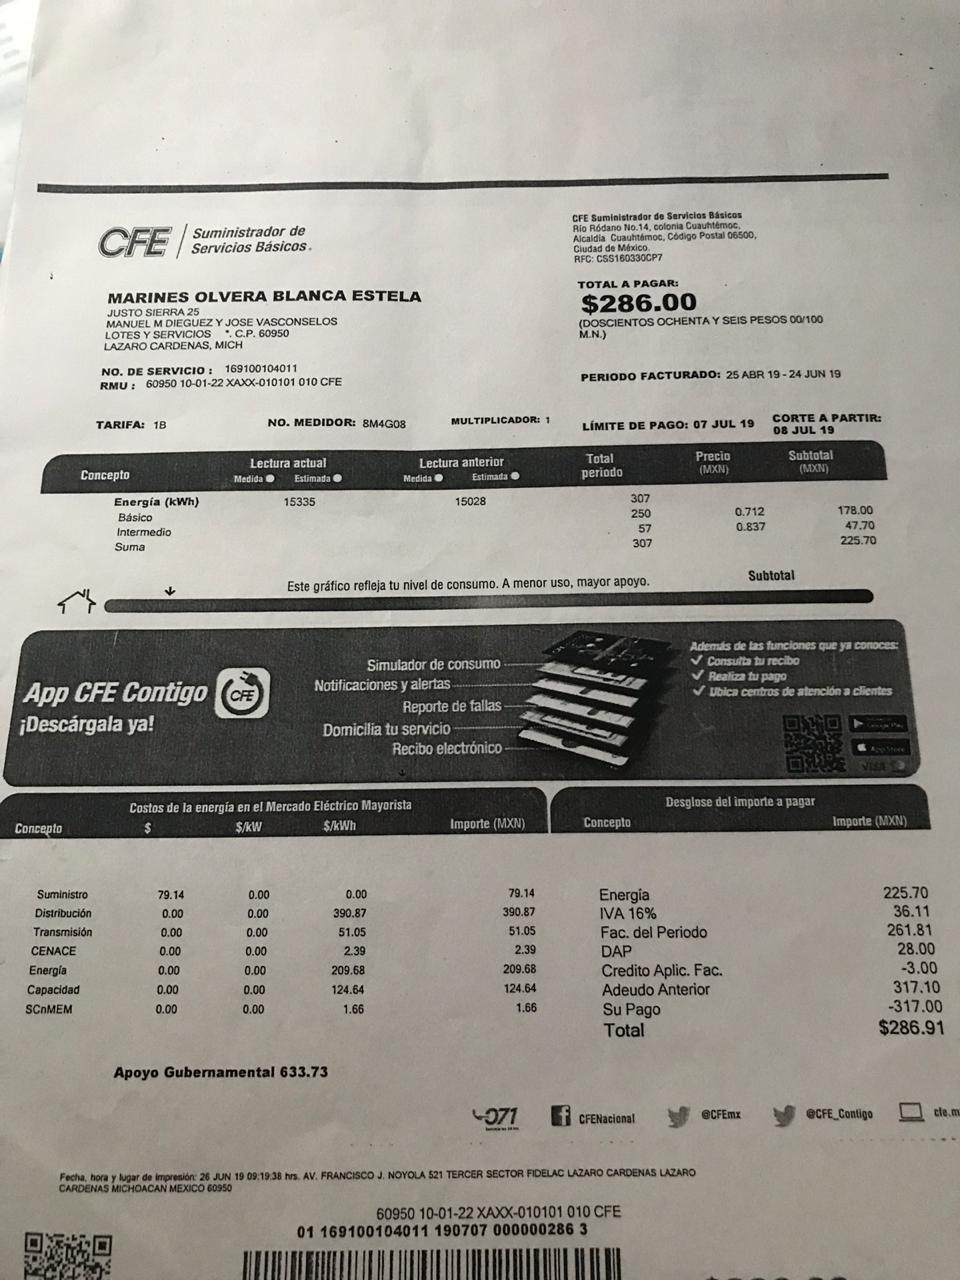 CFE Suministrador de
Servicios Básicos®
CFE Suministrador de Servicios Básicos
Río Ródano No.14, colonia Cuauhtémoc,
Alcaldía Cuauhtémoc, Código Postal 06500,
Ciudad de México.
RFC: CSS160330CP7
MARINES OLVERA BLANCA ESTELA
JUSTO SIERRA 25
MANUEL M DIEGUEZ Y JOSE VASCONSELOS
LOTES Y SERVICIOS *. C.P. 60950
LAZARO CARDENAS, MICH
TOTAL A PAGAR:
$286.00
(DOSCIENTOS OCHENTA Y SEIS PESOS 00/100
M.N.)
NO. DE SERVICIO : 169100104011
RMU : 60950 10-01-22 XAXX-010101 010 CFE
PERIODO FACTURADO: 25 ABR 19 - 24 JUN 19
TARIFA: 1B NO. MEDIDOR: 8M4G08 MULTIPLICADOR: 1 LÍMITE DE PAGO: 07 JUL 19 CORTE A PARTIR:
08 JUL 19
Concepto Lectura actual Lectura anterior Total periodo Precio (MXN) Subtotal (MXN)
Medida Estimada Medida Estimada
Energía (kWh) 15335 15028 307
Básico 250 0.712 178.00
Intermedio 57 0.837 47.70
Suma 307 225.70
Este gráfico refleja tu nivel de consumo. A menor uso, mayor apoyo. Subtotal
App CFE Contigo
¡Descárgala ya!
CFE
Simulador de consumo
Notificaciones y alertas
Reporte de fallas
Domicilia tu servicio
Recibo electrónico
Además de las funciones que ya conoces:
Consulta tu recibo
Realiza tu pago
Ubica centros de atención a clientes
Google Play
App Store
VISA
Costos de la energía en el Mercado Eléctrico Mayorista
Concepto $ $/kW $/kWh Importe (MXN)
Suministro 79.14 0.00 0.00 79.14
Distribución 0.00 0.00 390.87 390.87
Transmisión 0.00 0.00 51.05 51.05
CENACE 0.00 0.00 2.39 2.39
Energía 0.00 0.00 209.68 209.68
Capacidad 0.00 0.00 124.64 124.64
SCnMEM 0.00 0.00 1.66 1.66
Desglose del importe a pagar
Concepto Importe (MXN)
Energía 225.70
IVA 16% 36.11
Fac. del Periodo 261.81
DAP 28.00
Credito Aplic. Fac. -3.00
Adeudo Anterior 317.10
Su Pago -317.00
Total $286.91
Apoyo Gubernamental 633.73
071 CFENacional @CFEmx @CFE_Contigo cfe.m
Fecha, hora y lugar de impresión: 26 JUN 19 09:19:38 hrs. AV. FRANCISCO J. NOYOLA 521 TERCER SECTOR FIDELAC LAZARO CARDENAS LAZARO
CARDENAS MICHOACAN MEXICO 60950
60950 10-01-22 XAXX-010101 010 CFE
01 169100104011 190707 000000286 3